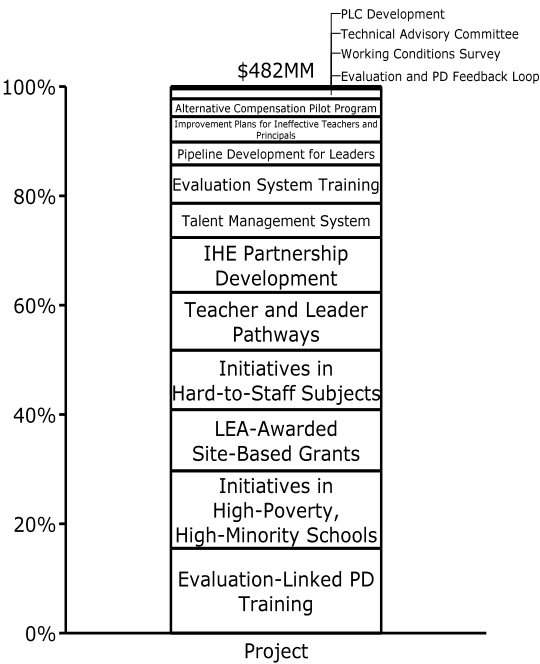 PLC Development
Technical Advisory Committee
Working Conditions Survey
$482MM
Evaluation and PD Feedback Loop
100%
Alternative Compensation Pilot Program
Improvement Plans for Ineffective Teachers and
Principals
Pipeline Development for Leaders
80%
Evaluation System Training
Talent Management System
IHE Partnership
Development
60%
Teacher and Leader
Pathways
Initiatives in
Hard-to-Staff Subjects
40%
LEA-Awarded
Site-Based Grants
Initiatives in
High-Poverty,
High-Minority Schools
20%
Evaluation-Linked PD
Training
0%
Project